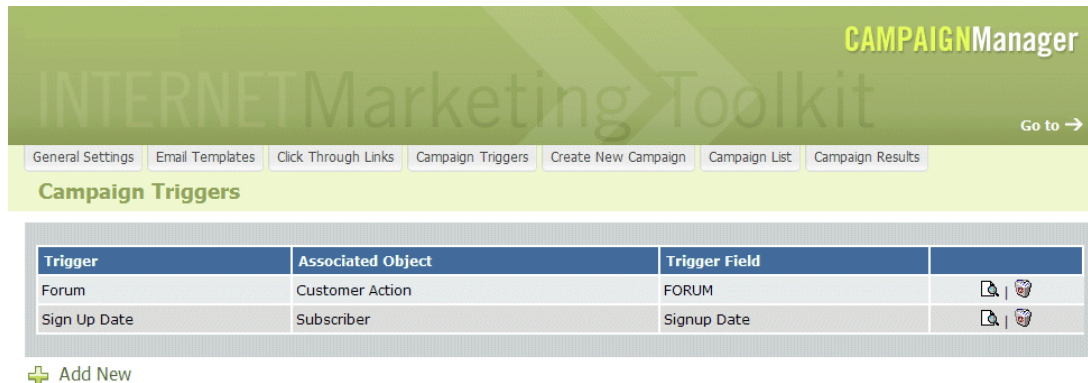 CAMPAIGNManager
INTERNETMarketing Toolkit
Go to →
General Settings Email Templates Click Through Links Campaign Triggers Create New Campaign Campaign List Campaign Results
Campaign Triggers
Trigger Associated Object Trigger Field
Forum Customer Action FORUM |
Sign Up Date Subscriber Signup Date |
Add New